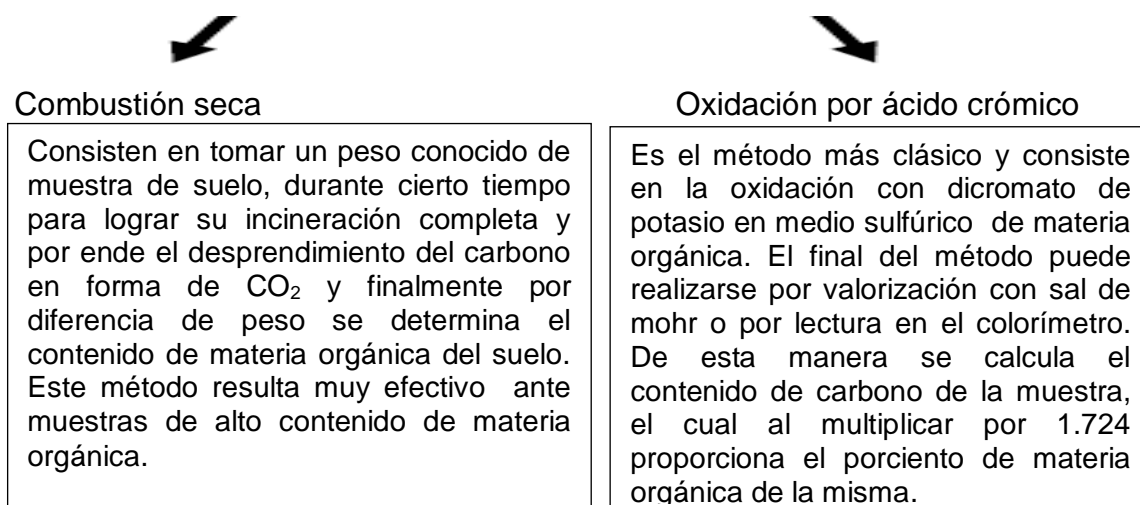 Combustión seca
Consisten en tomar un peso conocido de
muestra de suelo, durante cierto tiempo
para lograr su incineración completa y
por ende el desprendimiento del carbono
en forma de CO₂ y finalmente por
diferencia de peso se determina el
contenido de materia orgánica del suelo.
Este método resulta muy efectivo ante
muestras de alto contenido de materia
orgánica.
Oxidación por ácido crómico
Es el método más clásico y consiste
en la oxidación con dicromato de
potasio en medio sulfúrico de materia
orgánica. El final del método puede
realizarse por valorización con sal de
mohr o por lectura en el colorímetro.
De esta manera se calcula el
contenido de carbono de la muestra,
el cual al multiplicar por 1.724
proporciona el porciento de materia
orgánica de la misma.